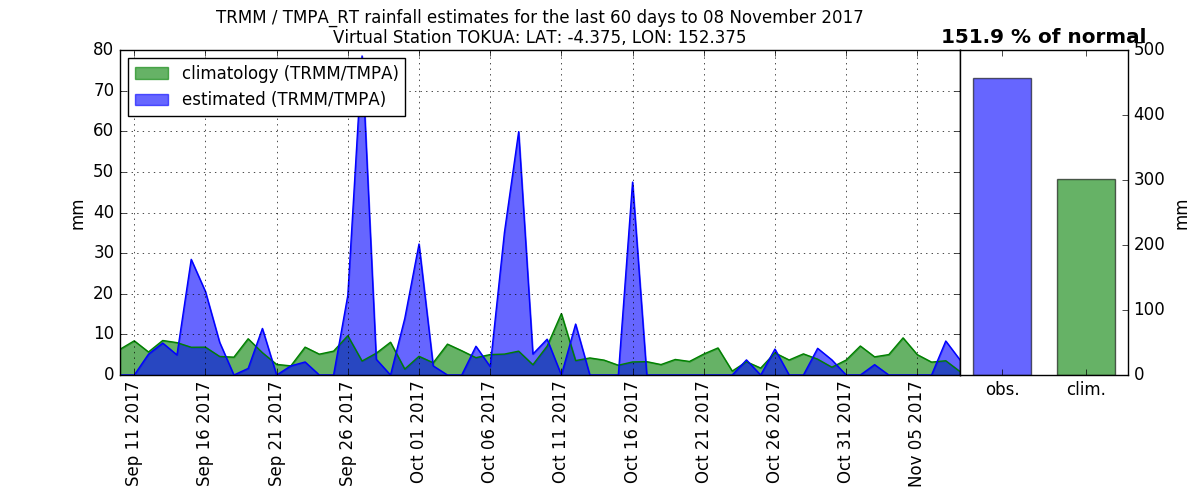 TRMM / TMPA_RT rainfall estimates for the last 60 days to 08 November 2017
Virtual Station TOKUA: LAT: -4.375, LON: 152.375
151.9 % of normal
climatology (TRMM/TMPA)
estimated (TRMM/TMPA)
80
70
60
50
40
30
20
10
0
mm
Sep 11 2017
Sep 16 2017
Sep 21 2017
Sep 26 2017
Oct 01 2017
Oct 06 2017
Oct 11 2017
Oct 16 2017
Oct 21 2017
Oct 26 2017
Oct 31 2017
Nov 05 2017
500
400
300
200
100
0
mm
obs.
clim.